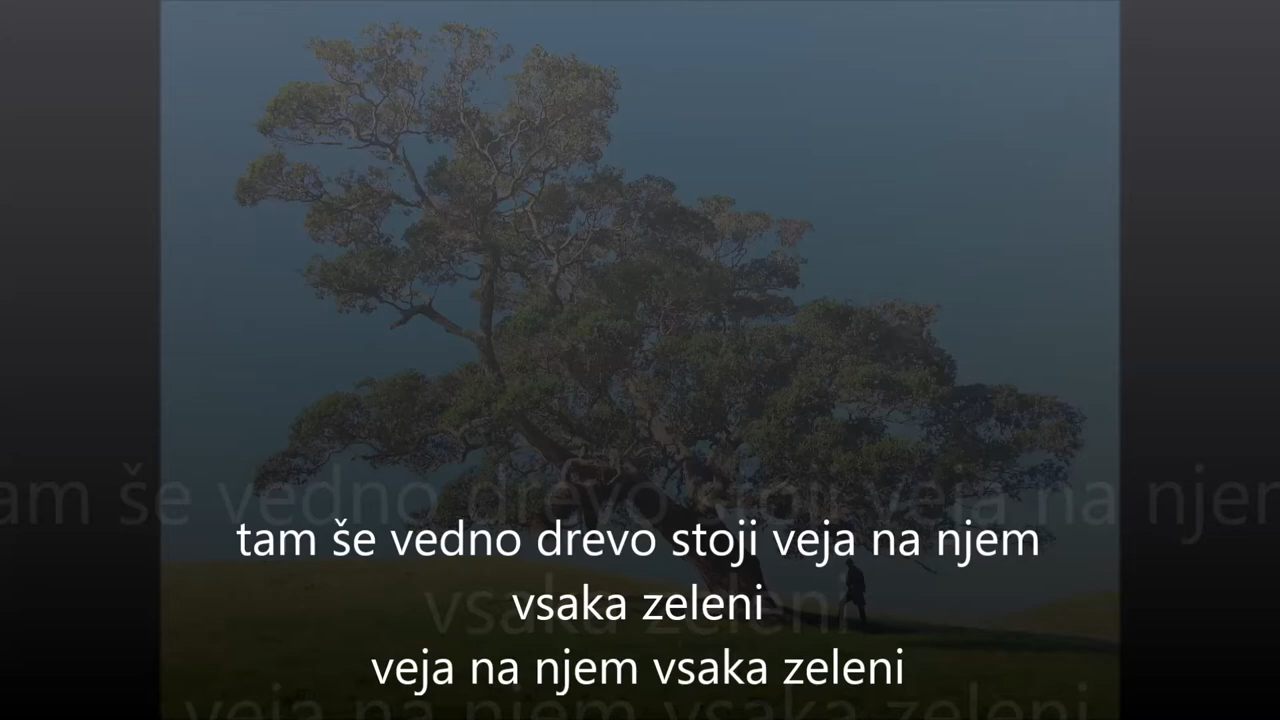 tam še vedno drevo stoji veja na njem
vsaka zeleni
veja na njem vsaka zeleni